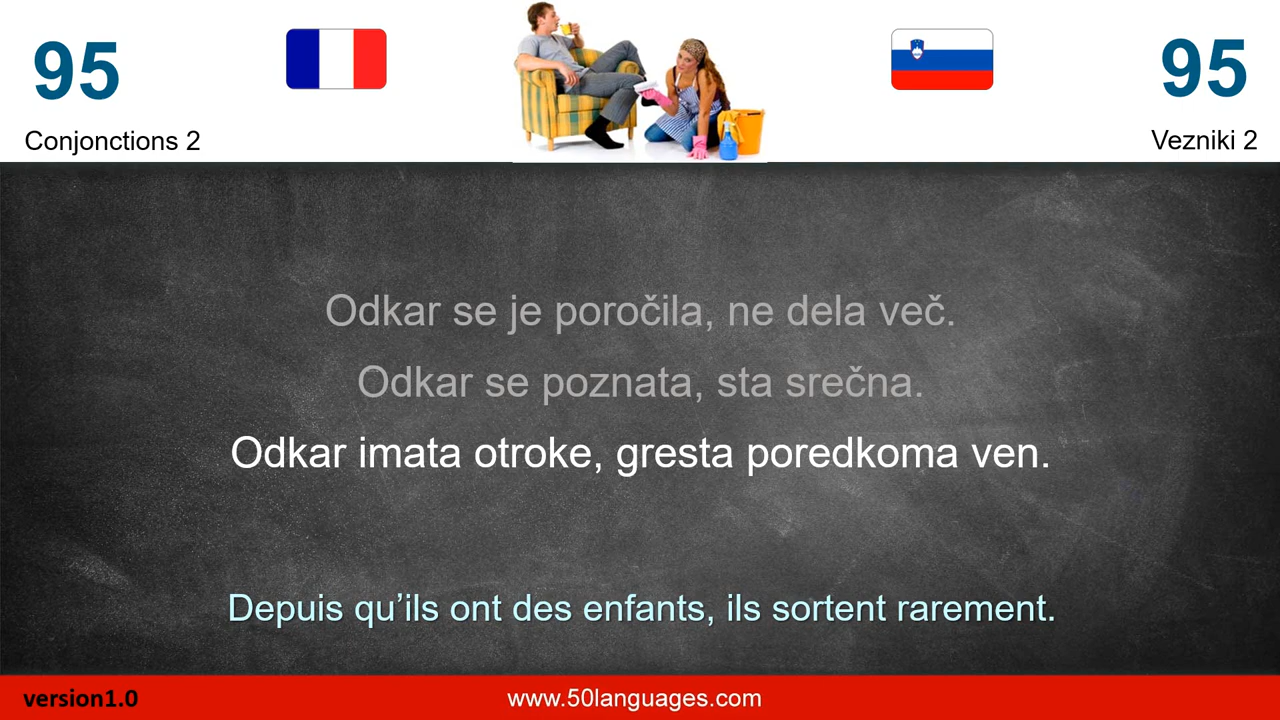 95
95
Conjonctions 2
Vezniki 2
Odkar se je poročila, ne dela več.
Odkar se poznata, sta srečna.
Odkar imata otroke, gresta poredkoma ven.
Depuis qu’ils ont des enfants, ils sortent rarement.
version1.0
www.50languages.com